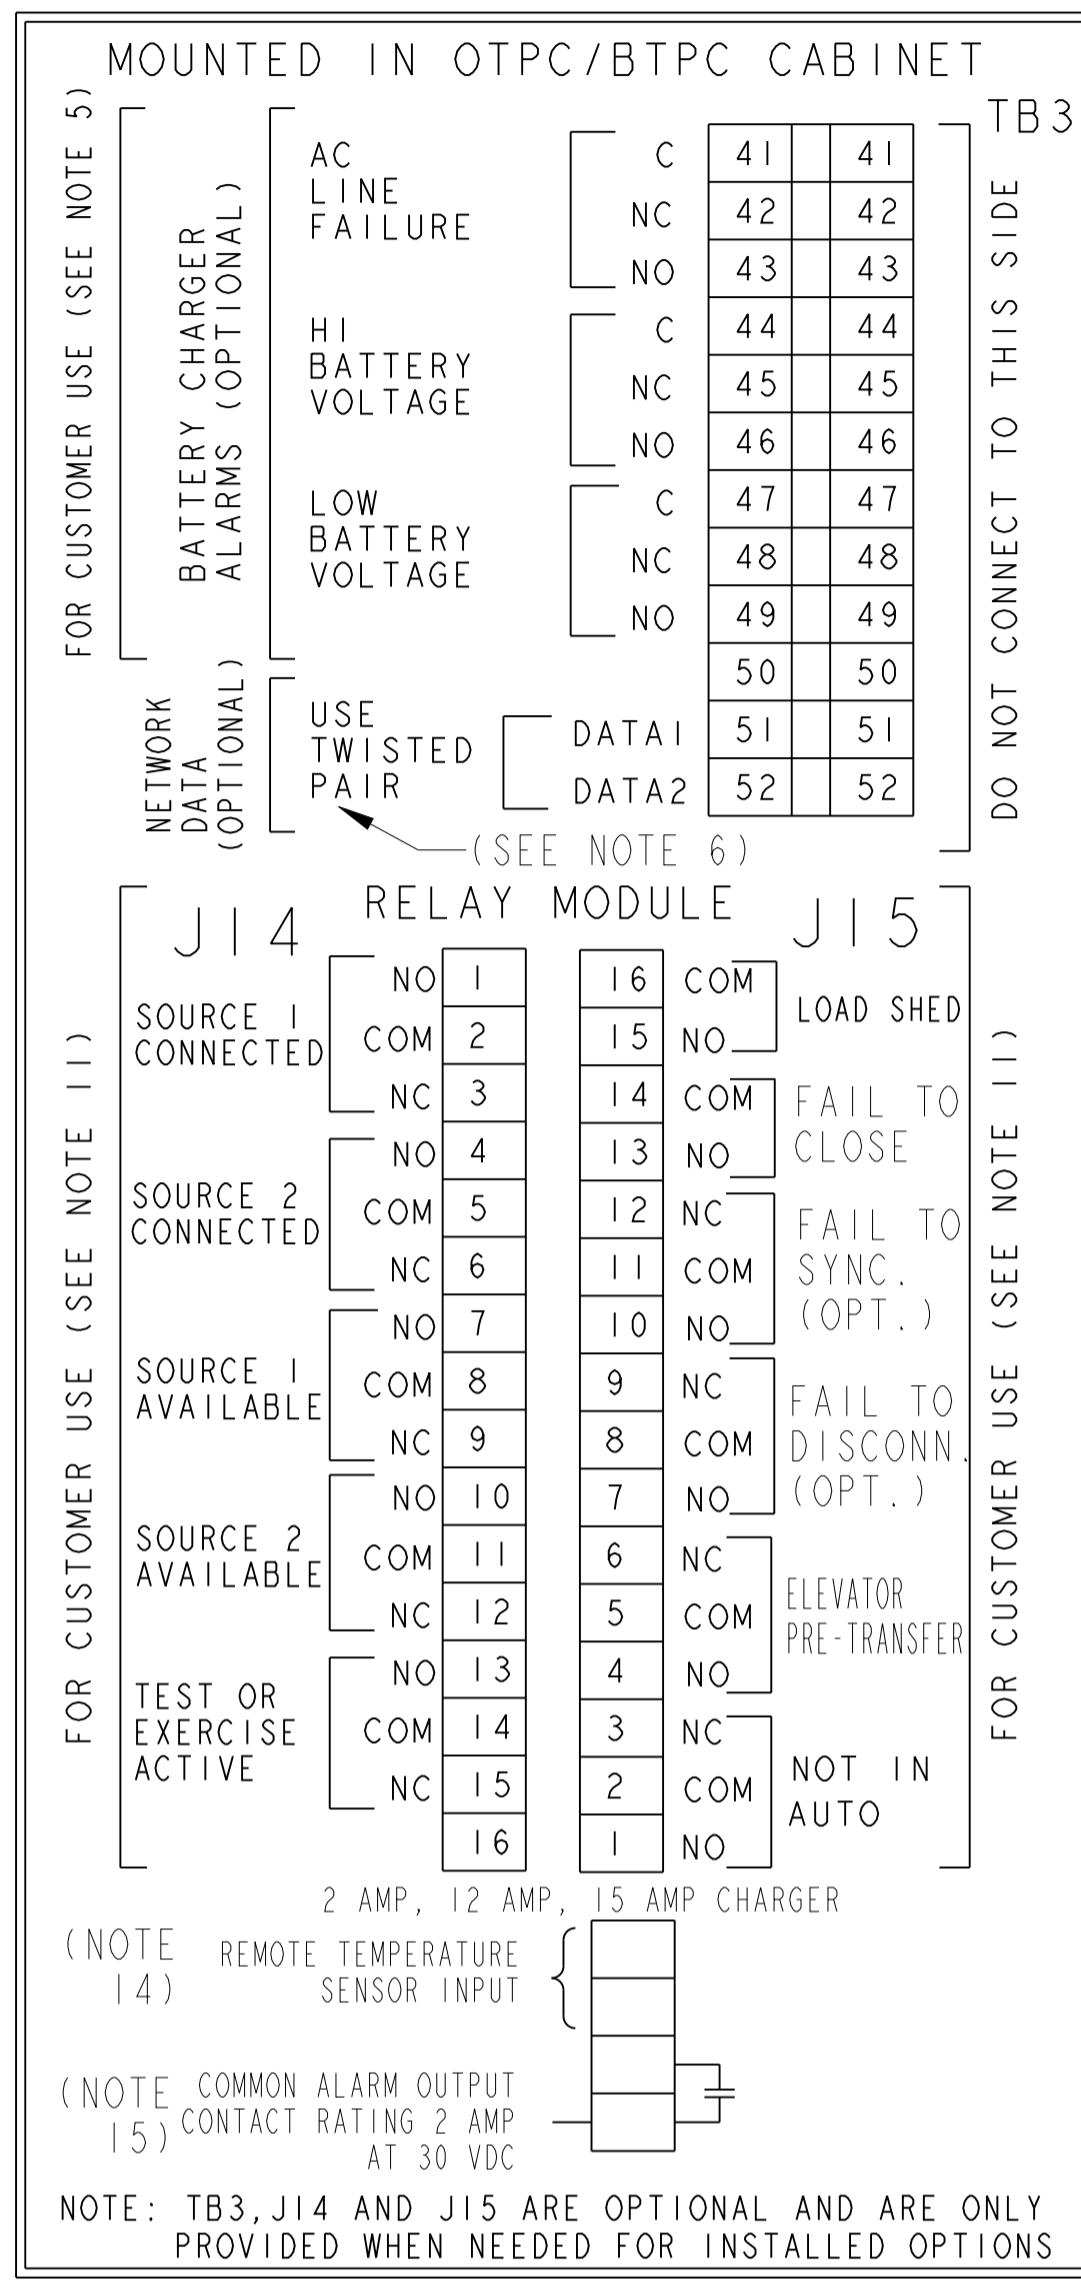 MOUNTED IN OTPC/BTPC CABINET
TB3
FOR CUSTOMER USE (SEE NOTE 5)
BATTERY CHARGER
ALARMS (OPTIONAL)
AC
LINE
FAILURE
C 41 41
NC 42 42
NO 43 43
HI
BATTERY
VOLTAGE
C 44 44
NC 45 45
NO 46 46
LOW
BATTERY
VOLTAGE
C 47 47
NC 48 48
NO 49 49
50 50
NETWORK
DATA
(OPTIONAL)
USE
TWISTED
PAIR
DATA1 51 51
DATA2 52 52
(SEE NOTE 6)
DO NOT CONNECT TO THIS SIDE
RELAY MODULE
J14
FOR CUSTOMER USE (SEE NOTE 11)
SOURCE 1
CONNECTED
NO 1
COM 2
NC 3
SOURCE 2
CONNECTED
NO 4
COM 5
NC 6
SOURCE 1
AVAILABLE
NO 7
COM 8
NC 9
SOURCE 2
AVAILABLE
NO 10
COM 11
NC 12
TEST OR
EXERCISE
ACTIVE
NO 13
COM 14
NC 15
16
J15
16 COM
15 NO
LOAD SHED
14 COM
13 NO
FAIL TO
CLOSE
12 NC
11 COM
10 NO
FAIL TO
SYNC.
(OPT.)
9 NC
8 COM
7 NO
FAIL TO
DISCONN.
(OPT.)
6 NC
5 COM
4 NO
ELEVATOR
PRE-TRANSFER
3 NC
2 COM
1 NO
NOT IN
AUTO
FOR CUSTOMER USE (SEE NOTE 11)
2 AMP, 12 AMP, 15 AMP CHARGER
(NOTE
14)
REMOTE TEMPERATURE
SENSOR INPUT
(NOTE
15)
COMMON ALARM OUTPUT
CONTACT RATING 2 AMP
AT 30 VDC
NOTE: TB3,J14 AND J15 ARE OPTIONAL AND ARE ONLY
PROVIDED WHEN NEEDED FOR INSTALLED OPTIONS